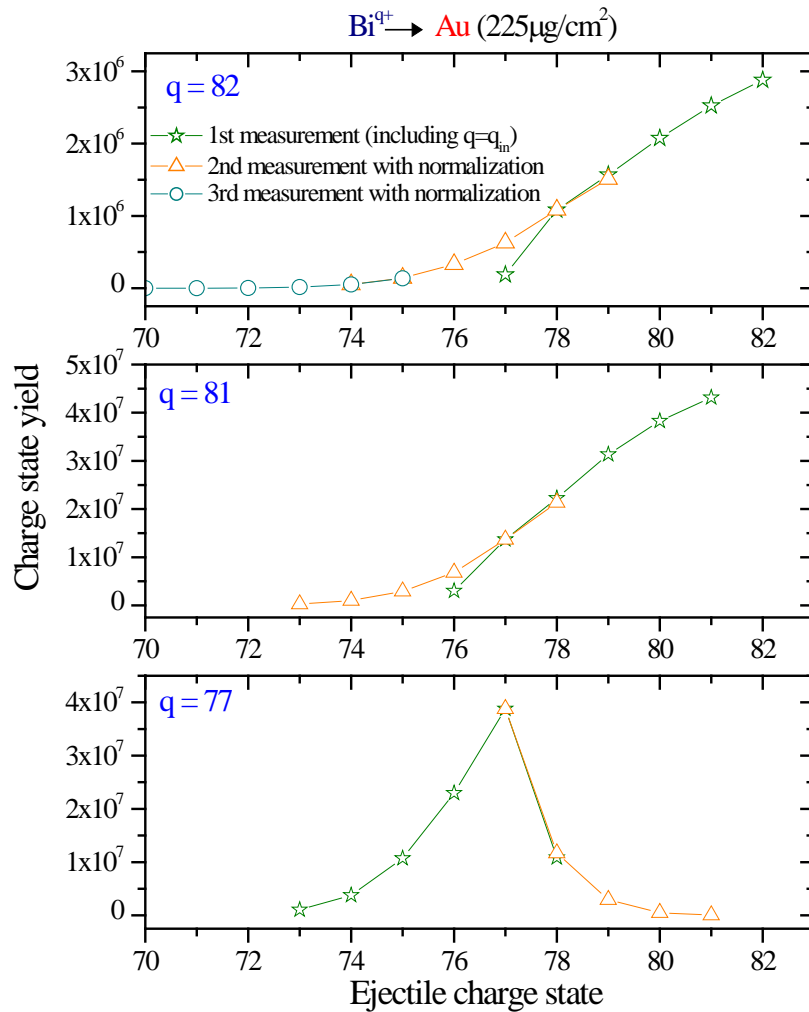 Bi^q+ → Au (225μg/cm²)
q = 82
1st measurement (including q=q_in)
2nd measurement with normalization
3rd measurement with normalization
3x10⁶
2x10⁶
1x10⁶
0
70 72 74 76 78 80 82
q = 81
5x10⁷
4x10⁷
3x10⁷
2x10⁷
1x10⁷
0
70 72 74 76 78 80 82
Charge state yield
q = 77
4x10⁷
3x10⁷
2x10⁷
1x10⁷
0
70 72 74 76 78 80 82
Ejectile charge state